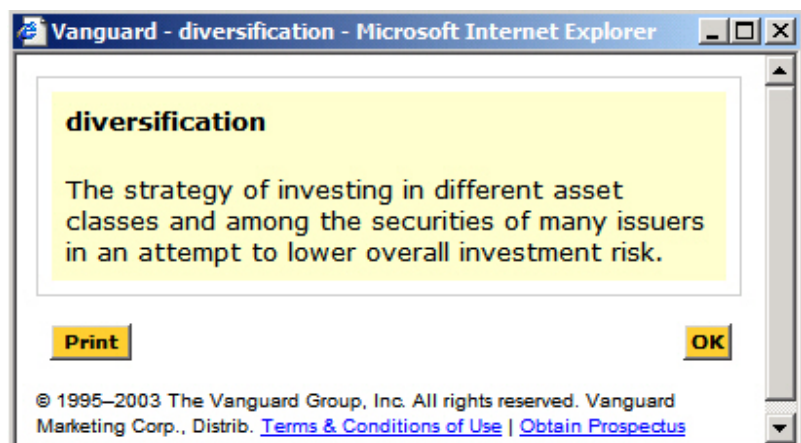 Vanguard - diversification - Microsoft Internet Explorer
diversification
The strategy of investing in different asset
classes and among the securities of many issuers
in an attempt to lower overall investment risk.
Print
OK
© 1995–2003 The Vanguard Group, Inc. All rights reserved. Vanguard
Marketing Corp., Distrib. Terms & Conditions of Use | Obtain Prospectus